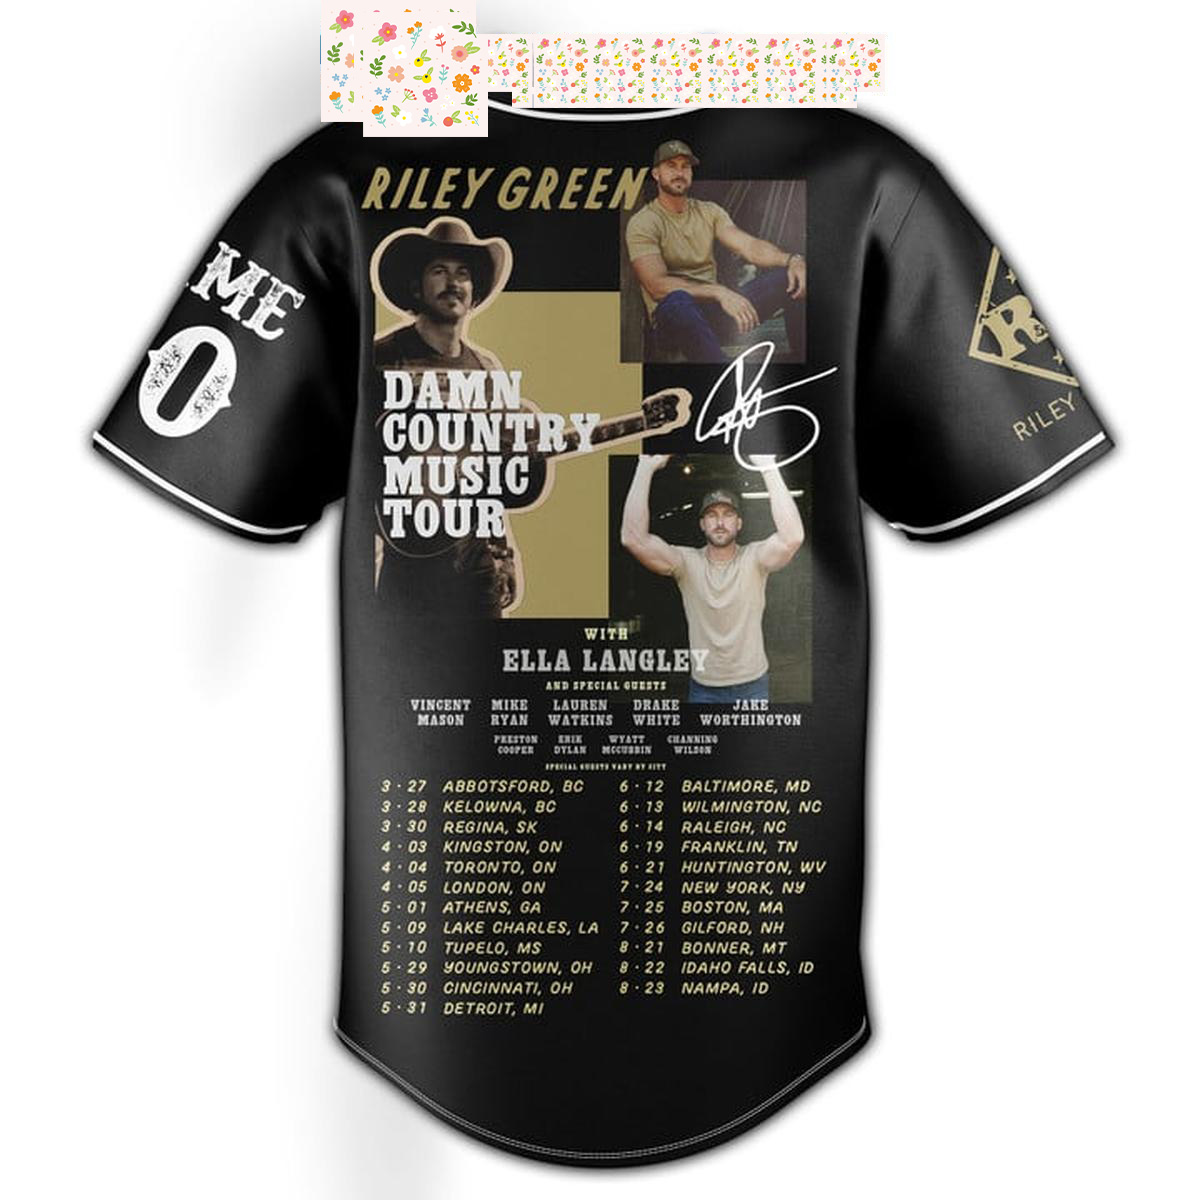 RILEY GREEN
ME
0
R
RILEY
DAMN
COUNTRY
MUSIC
TOUR
WITH
ELLA LANGLEY
AND SPECIAL GUESTS
VINCENT MASON
MIKE RYAN
LAUREN WATKINS
DRAKE WHITE
JAKE WORTHINGTON
PRESTON COOPER
ERIK DYLAN
WYATT MCCUBBIN
CHANNING WILSON
SPECIAL GUESTS VARY BY CITY
3 · 27 ABBOTSFORD, BC
3 · 28 KELOWNA, BC
3 · 30 REGINA, SK
4 · 03 KINGSTON, ON
4 · 04 TORONTO, ON
4 · 05 LONDON, ON
5 · 01 ATHENS, GA
5 · 09 LAKE CHARLES, LA
5 · 10 TUPELO, MS
5 · 29 YOUNGSTOWN, OH
5 · 30 CINCINNATI, OH
5 · 31 DETROIT, MI
6 · 12 BALTIMORE, MD
6 · 13 WILMINGTON, NC
6 · 14 RALEIGH, NC
6 · 19 FRANKLIN, TN
6 · 21 HUNTINGTON, WV
7 · 24 NEW YORK, NY
7 · 25 BOSTON, MA
7 · 26 GILFORD, NH
8 · 21 BONNER, MT
8 · 22 IDAHO FALLS, ID
8 · 23 NAMPA, ID